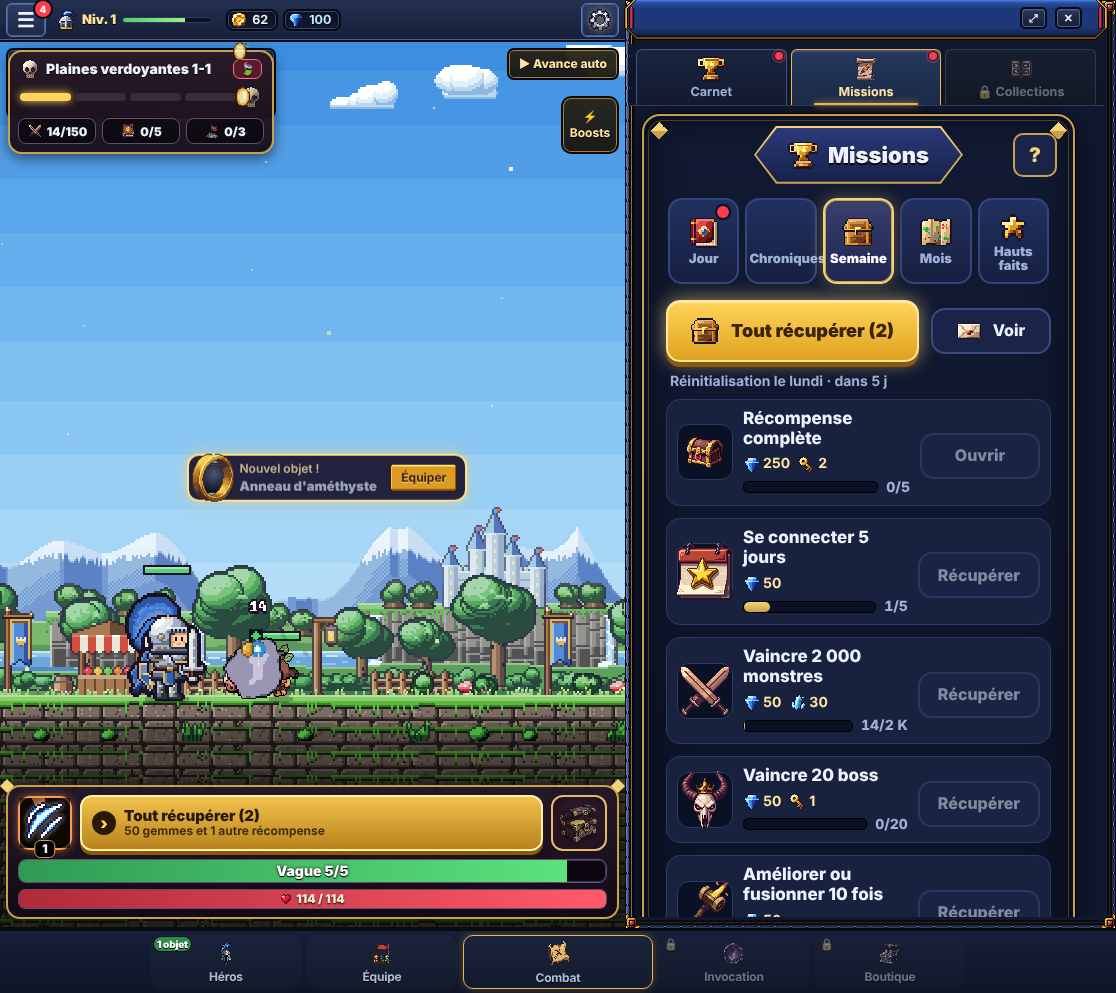 4
Niv. 1
62
100
Plaines verdoyantes 1-1
14/150
0/5
0/3
Avance auto
Boosts
Nouvel objet !
Anneau d'améthyste
Équiper
14
1
Tout récupérer (2)
50 gemmes et 1 autre récompense
Vague 5/5
114 / 114
Carnet
Missions
Collections
Missions
?
Jour
Chroniques
Semaine
Mois
Hauts
faits
Tout récupérer (2)
Voir
Réinitialisation le lundi · dans 5 j
Récompense
complète
250 2
0/5
Ouvrir
Se connecter 5
jours
50
1/5
Récupérer
Vaincre 2 000
monstres
50 30
14/2 K
Récupérer
Vaincre 20 boss
50 1
0/20
Récupérer
Améliorer ou
fusionner 10 fois
50
Récupérer
1 objet
Héros
Équipe
Combat
Invocation
Boutique